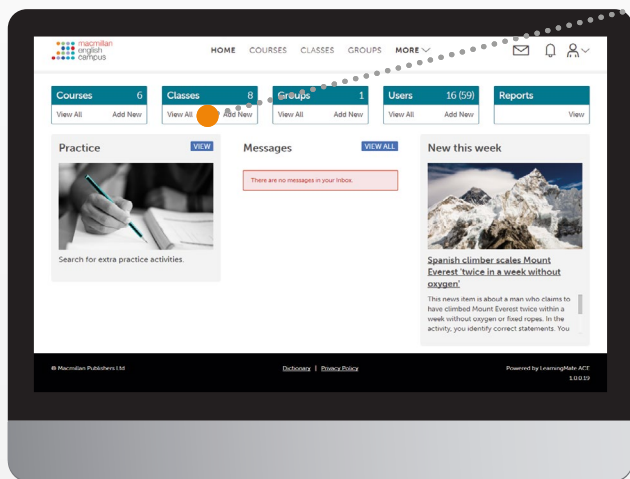 macmillan
english
campus
HOME COURSES CLASSES GROUPS MORE
Courses 6
View All Add New
Classes 8
View All Add New
Groups 1
View All Add New
Users 16 (59)
View All Add New
Reports
View
Practice VIEW
Search for extra practice activities.
Messages VIEW ALL
There are no messages in your Inbox.
New this week
Spanish climber scales Mount
Everest 'twice in a week without
oxygen'
This news item is about a man who claims to
have climbed Mount Everest twice within a
week without oxygen or fixed ropes. In the
activity, you identify correct statements. You
© Macmillan Publishers Ltd Dictionary | Privacy Policy Powered by LearningMate ACE
1.0.0.19